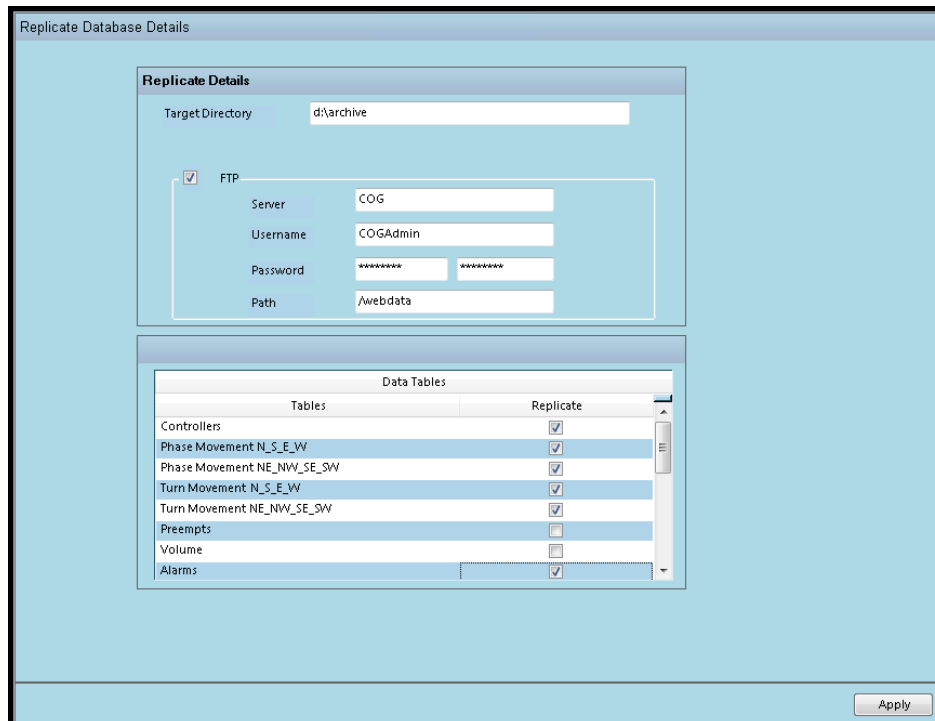 Replicate Database Details
Replicate Details
Target Directory d:\archive
FTP
Server COG
Username COGAdmin
Password ******** ********
Path /webdata
Data Tables
Tables Replicate
Controllers
Phase Movement N_S_E_W
Phase Movement NE_NW_SE_SW
Turn Movement N_S_E_W
Turn Movement NE_NW_SE_SW
Preempts
Volume
Alarms
Apply